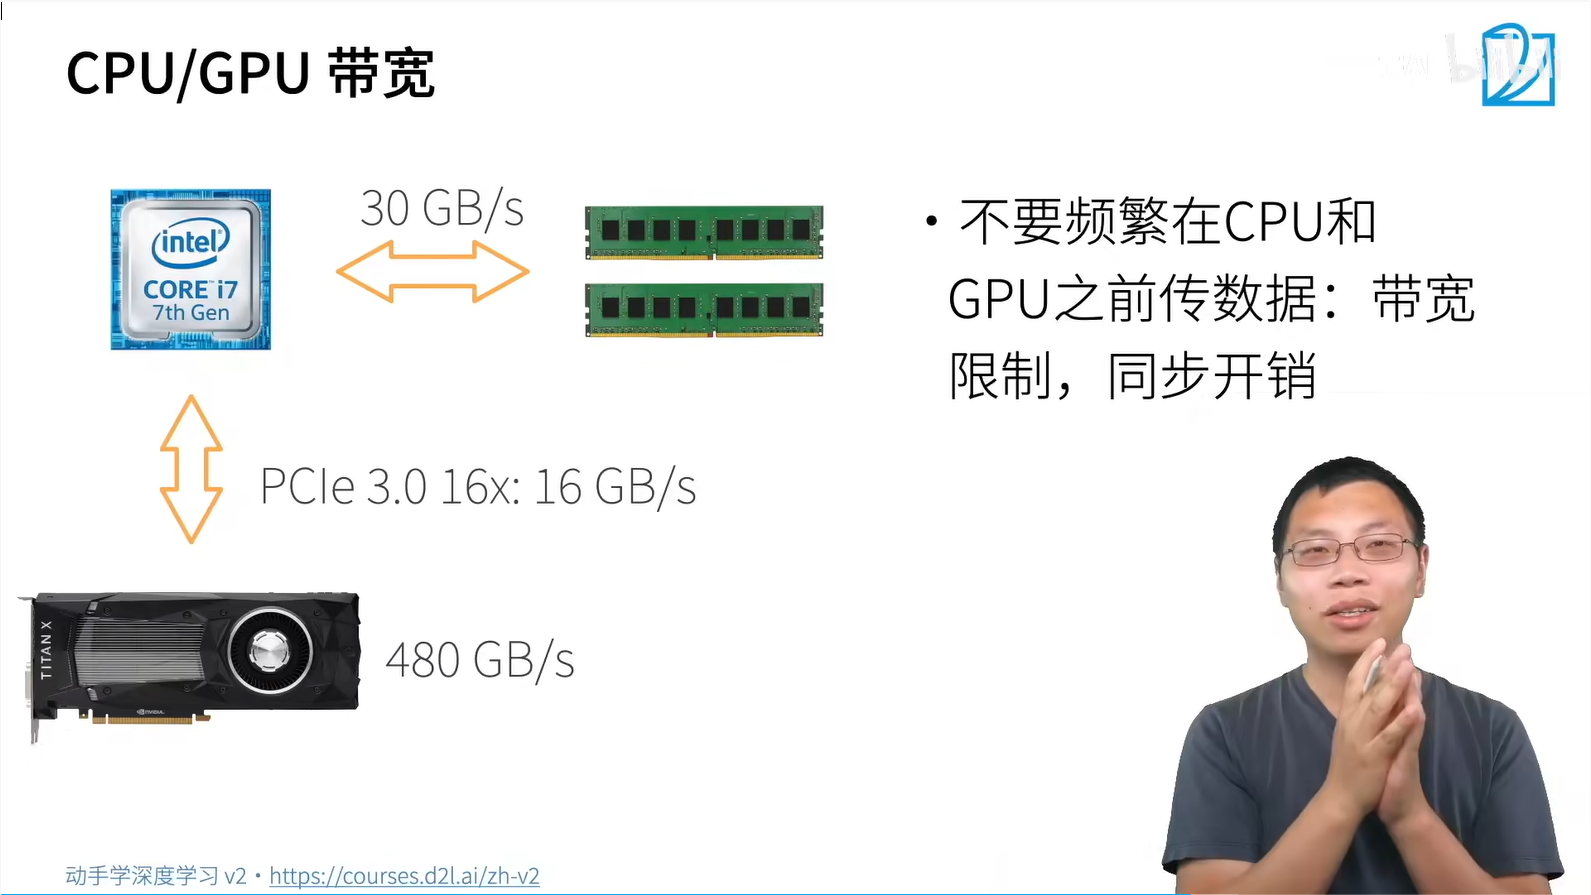 CPU/GPU 带宽
bilibili
30 GB/s
intel
CORE i7
7th Gen
• 不要频繁在CPU和
GPU之前传数据：带宽
限制，同步开销
PCIe 3.0 16x: 16 GB/s
TITAN X
NVIDIA
480 GB/s
动手学深度学习 v2 • https://courses.d2l.ai/zh-v2